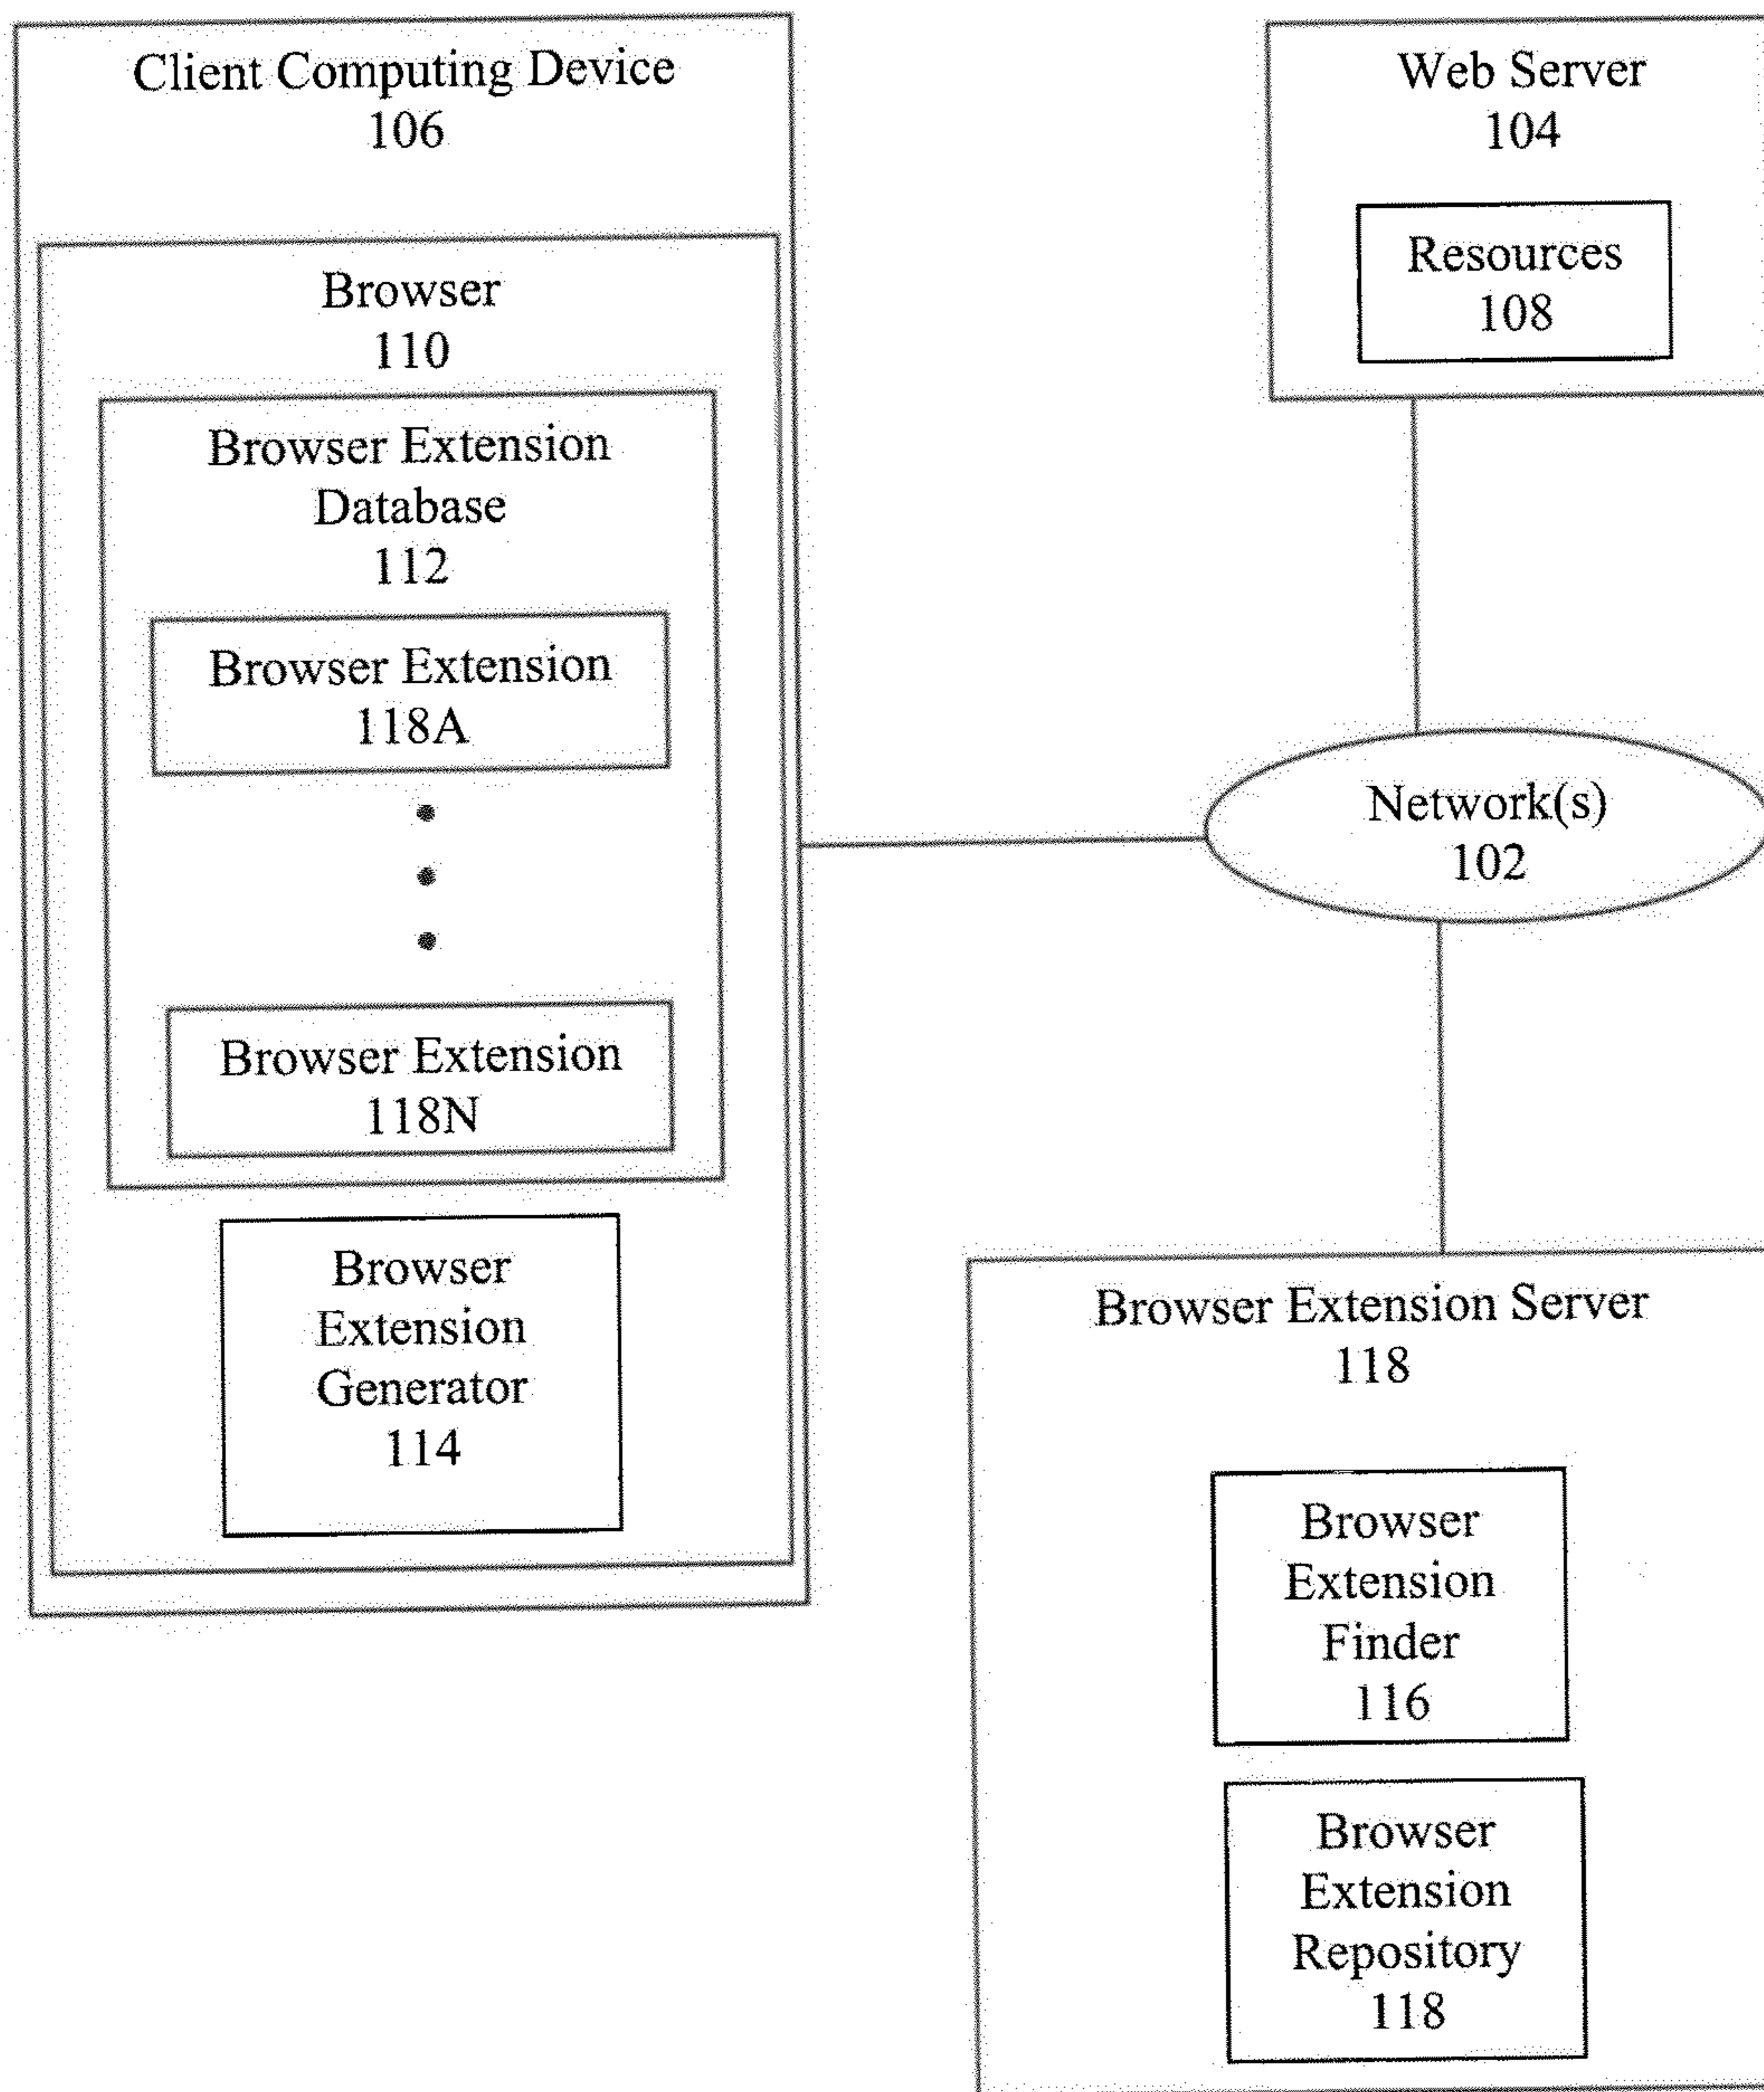 Client Computing Device
106
Browser
110
Browser Extension
Database
112
Browser Extension
118A
Browser Extension
118N
Browser
Extension
Generator
114
Web Server
104
Resources
108
Network(s)
102
Browser Extension Server
118
Browser
Extension
Finder
116
Browser
Extension
Repository
118